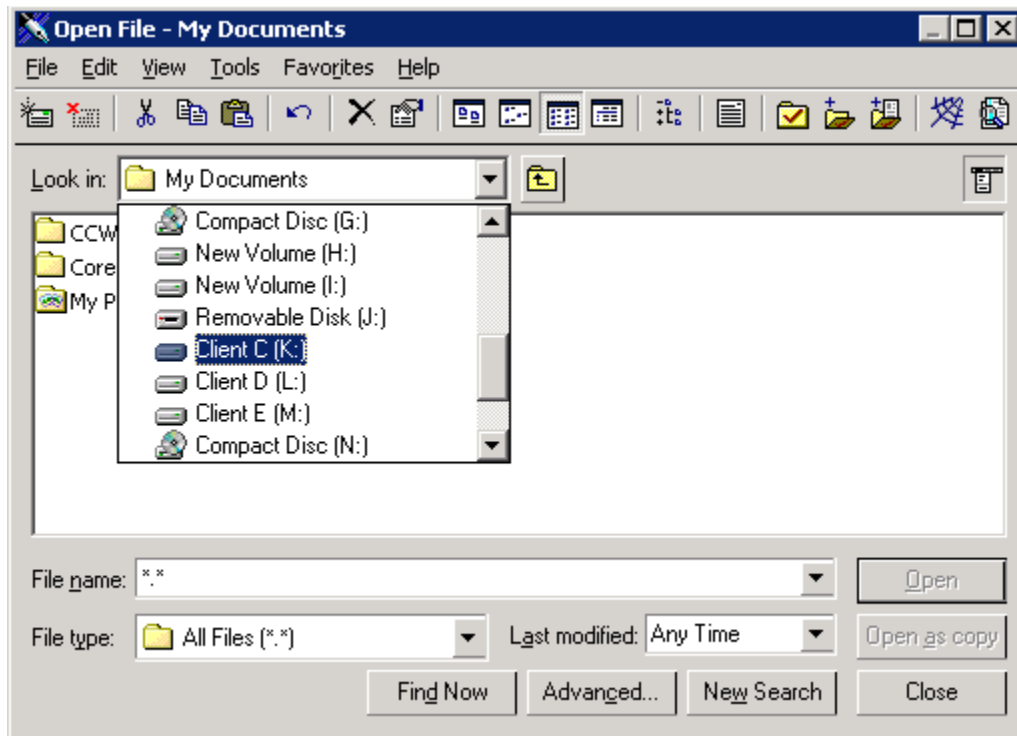 Open File - My Documents
File Edit View Tools Favorites Help
Look in: My Documents
Compact Disc (G:)
CCW
New Volume (H:)
Core
New Volume (I:)
My P
Removable Disk (J:)
Client C (K:)
Client D (L:)
Client E (M:)
Compact Disc (N:)
File name: *.* Open
File type: All Files (*.*) Last modified: Any Time Open as copy
Find Now Advanced... New Search Close